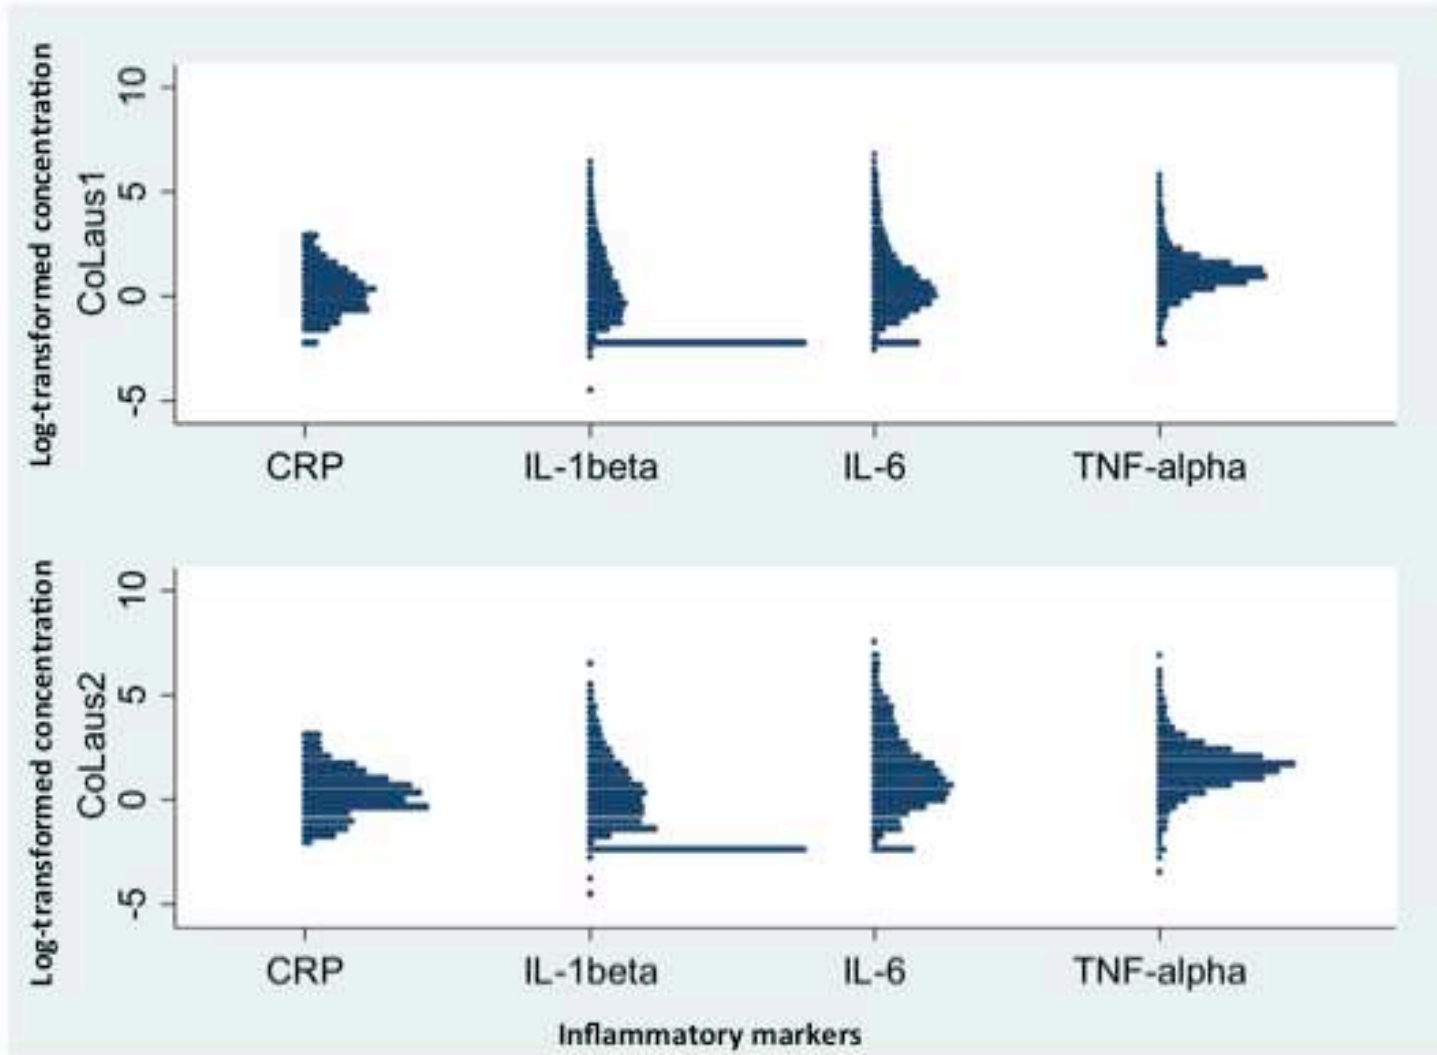 Log-transformed concentration
CoLaus1
10
5
0
-5
CRP IL-1beta IL-6 TNF-alpha
Log-transformed concentration
CoLaus2
10
5
0
-5
CRP IL-1beta IL-6 TNF-alpha
Inflammatory markers